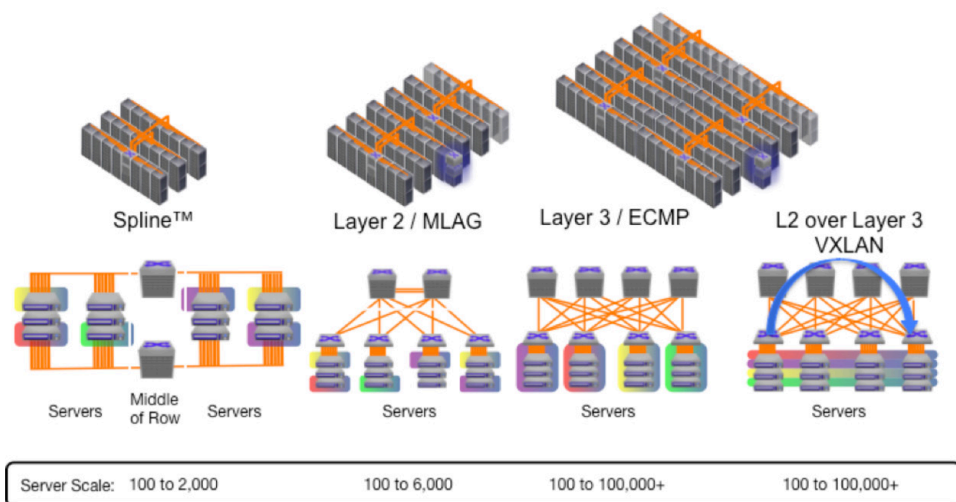 Spline™
Layer 2 / MLAG
Layer 3 / ECMP
L2 over Layer 3
VXLAN
Servers
Middle
of Row
Servers
Servers
Servers
Servers
Server Scale: 100 to 2,000 100 to 6,000 100 to 100,000+ 100 to 100,000+